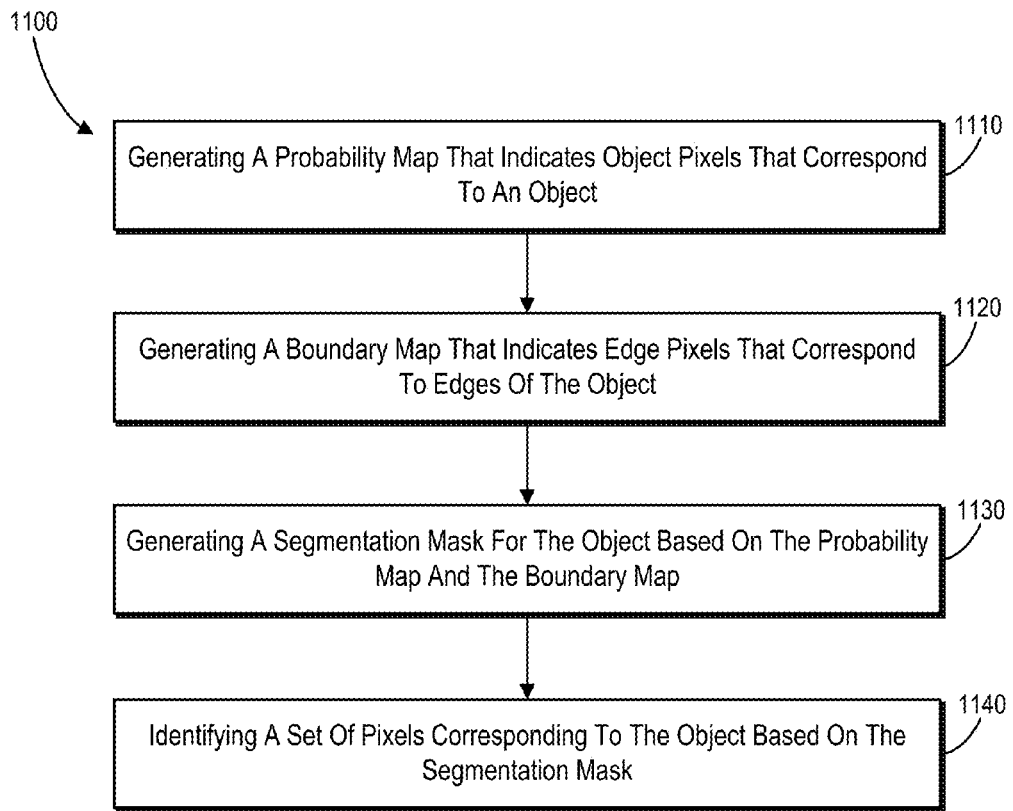 1100
1110
Generating A Probability Map That Indicates Object Pixels That Correspond
To An Object
1120
Generating A Boundary Map That Indicates Edge Pixels That Correspond
To Edges Of The Object
1130
Generating A Segmentation Mask For The Object Based On The Probability
Map And The Boundary Map
1140
Identifying A Set Of Pixels Corresponding To The Object Based On The
Segmentation Mask